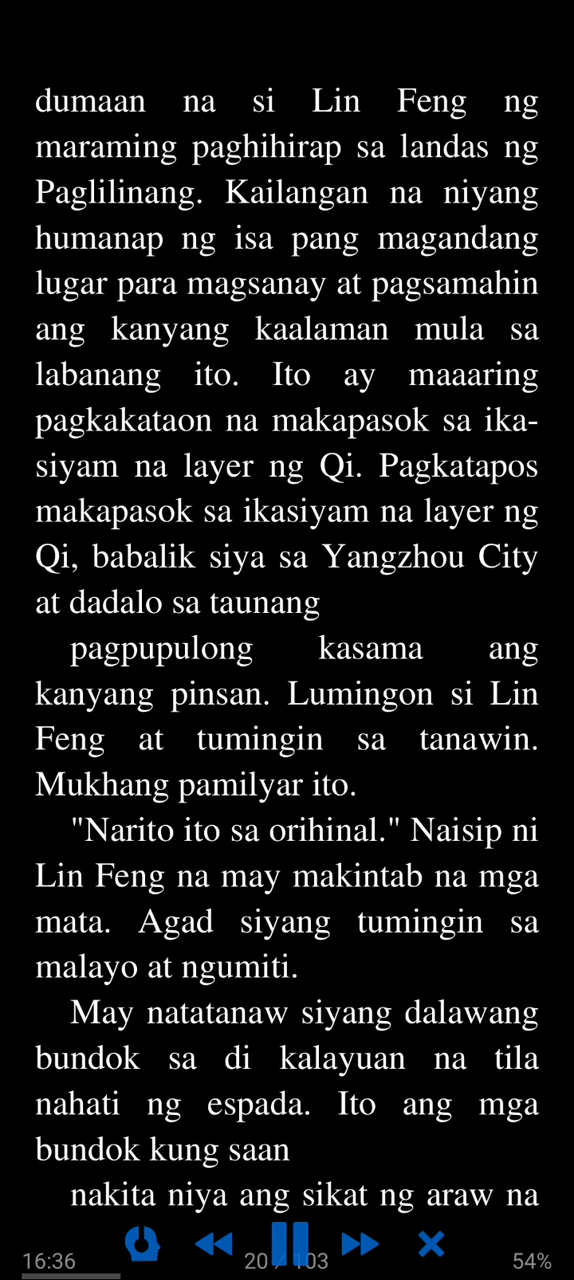 dumaan na si Lin Feng ng
maraming paghihirap sa landas ng
Paglilinang. Kailangan na niyang
humanap ng isa pang magandang
lugar para magsanay at pagsamahin
ang kanyang kaalaman mula sa
labanang ito. Ito ay maaaring
pagkakataon na makapasok sa ika-
siyam na layer ng Qi. Pagkatapos
makapasok sa ikasiyam na layer ng
Qi, babalik siya sa Yangzhou City
at dadalo sa taunang
pagpupulong kasama ang
kanyang pinsan. Lumingon si Lin
Feng at tumingin sa tanawin.
Mukhang pamilyar ito.
"Narito ito sa orihinal." Naisip ni
Lin Feng na may makintab na mga
mata. Agad siyang tumingin sa
malayo at ngumiti.
May natatanaw siyang dalawang
bundok sa di kalayuan na tila
nahati ng espada. Ito ang mga
bundok kung saan
nakita niya ang sikat ng araw na
16:36 20 / 103 54%